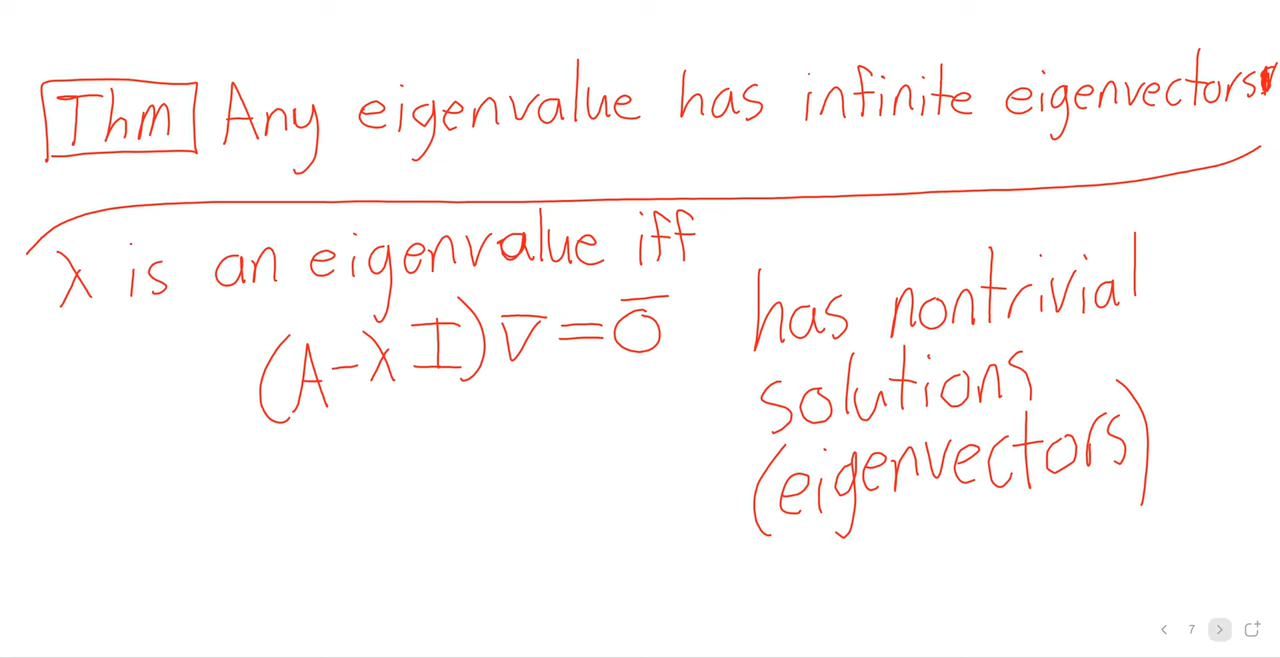 Thm Any eigenvalue has infinite eigenvectors
λ is an eigenvalue iff
(A-λI)v̅=0̅
has nontrivial
solutions
(eigenvectors)
7